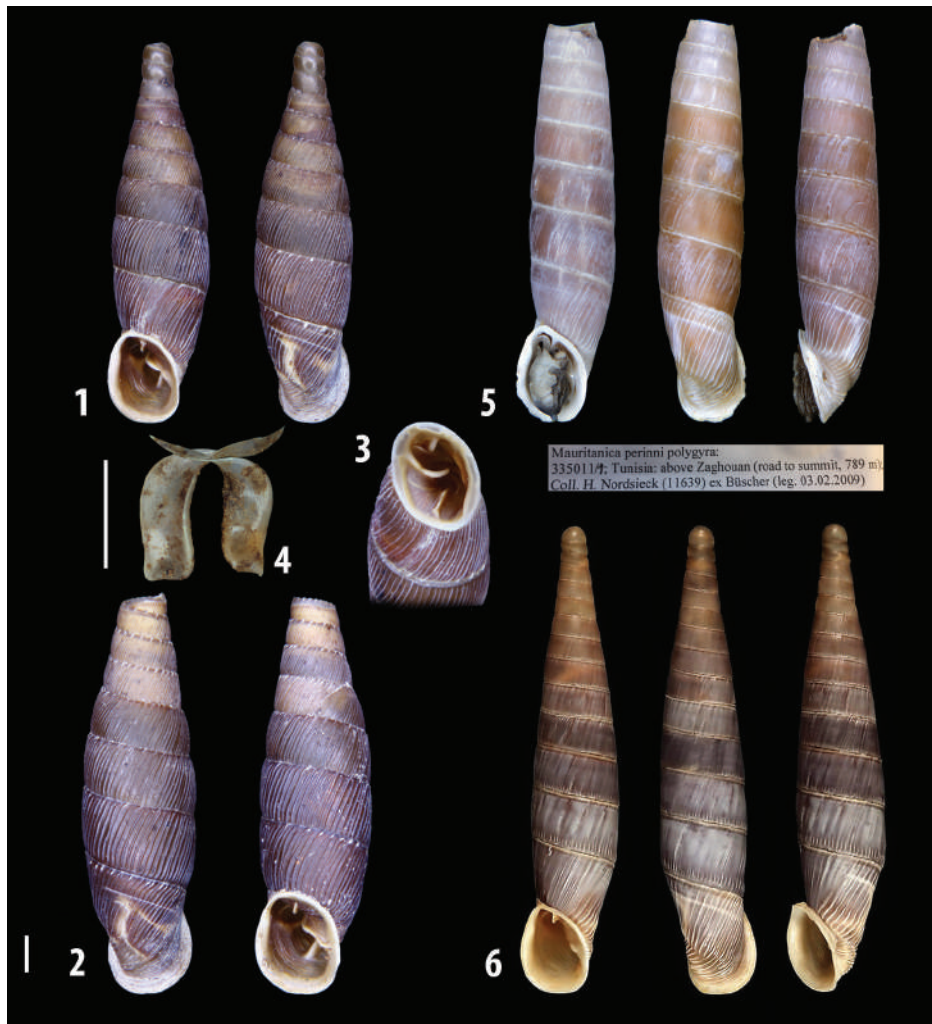 1
5
3
Mauritanica perinni polygyra:
335011/1; Tunisia: above Zaghouan (road to summit, 789 m);
Coll. H. Nordsieck (11639) ex Büscher (leg. 03.02.2009)
4
2
6